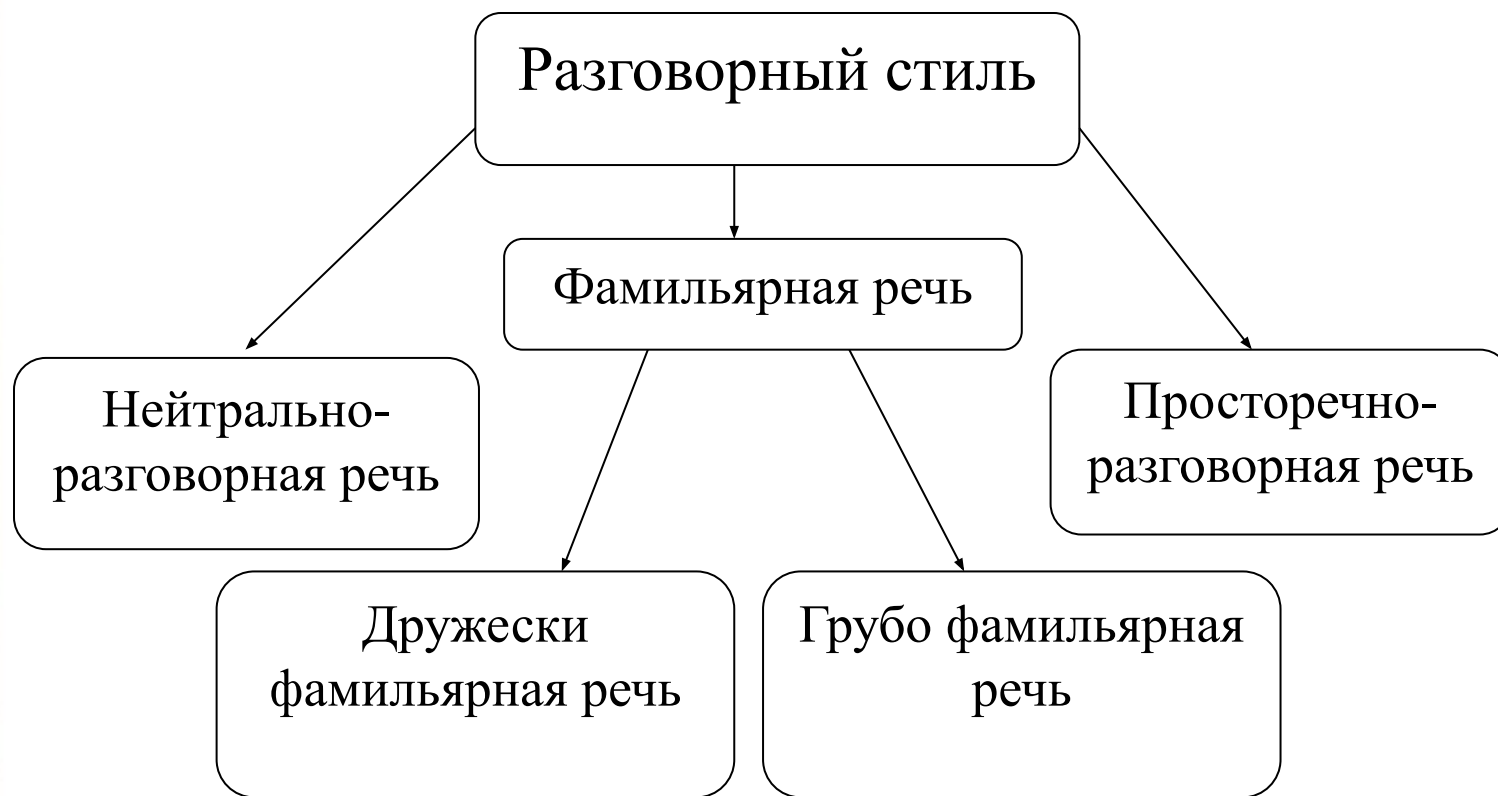 Разговорный стиль
Фамильярная речь
Нейтрально-
разговорная речь
Просторечно-
разговорная речь
Дружески
фамильярная речь
Грубо фамильярная
речь